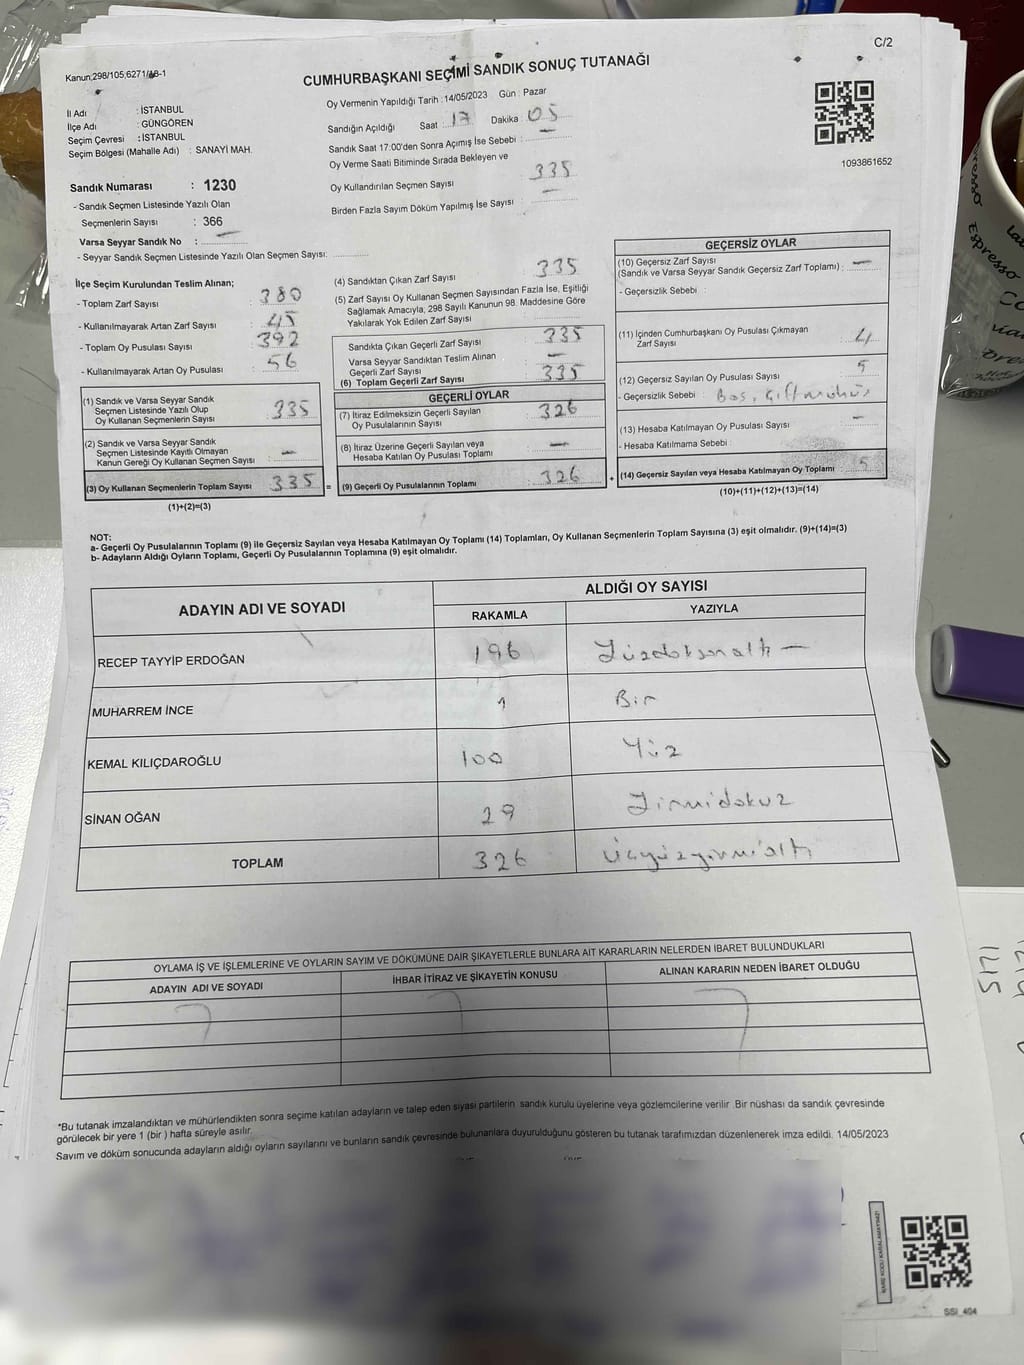 C/2
Kanun;298/105;6271/4B-1
CUMHURBAŞKANI SEÇİMİ SANDIK SONUÇ TUTANAĞI
İl Adı : İSTANBUL
İlçe Adı : GÜNGÖREN
Seçim Çevresi : İSTANBUL
Seçim Bölgesi (Mahalle Adı) : SANAYİ MAH.
Oy Vermenin Yapıldığı Tarih : 14/05/2023 Gün : Pazar
Sandığın Açıldığı Saat : 17 Dakika : 05
Sandık Saat 17:00'den Sonra Açımış İse Sebebi : —
Oy Verme Saati Bitiminde Sırada Bekleyen ve
Oy Kullandırılan Seçmen Sayısı 335
Birden Fazla Sayım Döküm Yapılmış İse Sayısı : —
1093861652
Sandık Numarası : 1230
- Sandık Seçmen Listesinde Yazılı Olan
Seçmenlerin Sayısı : 366
Varsa Seyyar Sandık No : —
- Seyyar Sandık Seçmen Listesinde Yazılı Olan Seçmen Sayısı:
İlçe Seçim Kurulundan Teslim Alınan;
- Toplam Zarf Sayısı : 380
- Kullanılmayarak Artan Zarf Sayısı : 45
- Toplam Oy Pusulası Sayısı : 392
- Kullanılmayarak Artan Oy Pusulası : 56
(1) Sandık ve Varsa Seyyar Sandık
Seçmen Listesinde Yazılı Olup
Oy Kullanan Seçmenlerin Sayısı : 335
(2) Sandık ve Varsa Seyyar Sandık
Seçmen Listesinde Kayıtlı Olmayan
Kanun Gereği Oy Kullanan Seçmen Sayısı : —
(3) Oy Kullanan Seçmenlerin Toplam Sayısı : 335 =
(1)+(2)=(3)
(4) Sandıktan Çıkan Zarf Sayısı 335
(5) Zarf Sayısı Oy Kullanan Seçmen Sayısından Fazla İse, Eşitliği
Sağlamak Amacıyla, 298 Sayılı Kanunun 98. Maddesine Göre
Yakılarak Yok Edilen Zarf Sayısı :
Sandıkta Çıkan Geçerli Zarf Sayısı : 335
Varsa Seyyar Sandıktan Teslim Alınan
Geçerli Zarf Sayısı : —
(6) Toplam Geçerli Zarf Sayısı : 335
GEÇERLİ OYLAR
(7) İtiraz Edilmeksizin Geçerli Sayılan
Oy Pusulalarının Sayısı : 326
(8) İtiraz Üzerine Geçerli Sayılan veya
Hesaba Katılan Oy Pusulası Toplamı : —
(9) Geçerli Oy Pusulalarının Toplamı : 326 +
GEÇERSİZ OYLAR
(10) Geçersiz Zarf Sayısı
(Sandık ve Varsa Seyyar Sandık Geçersiz Zarf Toplamı) : —
- Geçersizlik Sebebi :
(11) İçinden Cumhurbaşkanı Oy Pusulası Çıkmayan
Zarf Sayısı : 4
(12) Geçersiz Sayılan Oy Pusulası Sayısı : 5
- Geçersizlik Sebebi : Boş, Çift mühür
(13) Hesaba Katılmayan Oy Pusulası Sayısı : —
- Hesaba Katılmama Sebebi :
(14) Geçersiz Sayılan veya Hesaba Katılmayan Oy Toplamı : 5
(10)+(11)+(12)+(13)=(14)
NOT:
a- Geçerli Oy Pusulalarının Toplamı (9) ile Geçersiz Sayılan veya Hesaba Katılmayan Oy Toplamı (14) Toplamları, Oy Kullanan Seçmenlerin Toplam Sayısına (3) eşit olmalıdır. (9)+(14)=(3)
b- Adayların Aldığı Oyların Toplamı, Geçerli Oy Pusulalarının Toplamına (9) eşit olmalıdır.
ADAYIN ADI VE SOYADI ALDIĞI OY SAYISI
RAKAMLA YAZIYLA
RECEP TAYYİP ERDOĞAN 196 Yüzdoksanaltı —
MUHARREM İNCE 1 Bir
KEMAL KILIÇDAROĞLU 100 Yüz
SİNAN OĞAN 29 Yirmidokuz
TOPLAM 326 Üçyüzyirmialtı
OYLAMA İŞ VE İŞLEMLERİNE VE OYLARIN SAYIM VE DÖKÜMÜNE DAİR ŞİKAYETLERLE BUNLARA AİT KARARLARIN NELERDEN İBARET BULUNDUKLARI
ADAYIN ADI VE SOYADI İHBAR İTİRAZ VE ŞİKAYETİN KONUSU ALINAN KARARIN NEDEN İBARET OLDUĞU
*Bu tutanak imzalandıktan ve mühürlendikten sonra seçime katılan adayların ve talep eden siyasi partilerin sandık kurulu üyelerine veya gözlemcilerine verilir. Bir nüshası da sandık çevresinde
görülecek bir yere 1 (bir ) hafta süreyle asılır.
Sayım ve döküm sonucunda adayların aldığı oyların sayılarını ve bunların sandık çevresinde bulunanlara duyurulduğunu gösteren bu tutanak tarafımızdan düzenlenerek imza edildi. 14/05/2023
SSİ_404
Espresso